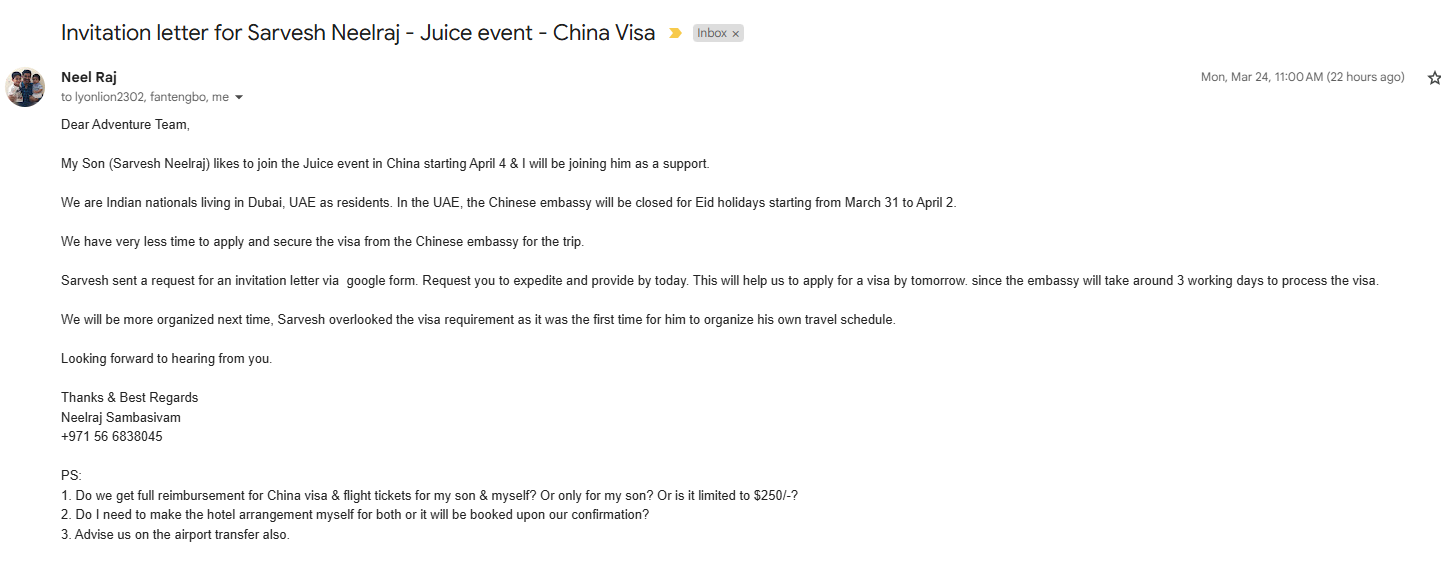 Invitation letter for Sarvesh Neelraj - Juice event - China Visa Inbox ×
Neel Raj Mon, Mar 24, 11:00 AM (22 hours ago)
to lyonlion2302, fantengbo, me
Dear Adventure Team,
My Son (Sarvesh Neelraj) likes to join the Juice event in China starting April 4 & I will be joining him as a support.
We are Indian nationals living in Dubai, UAE as residents. In the UAE, the Chinese embassy will be closed for Eid holidays starting from March 31 to April 2.
We have very less time to apply and secure the visa from the Chinese embassy for the trip.
Sarvesh sent a request for an invitation letter via  google form. Request you to expedite and provide by today. This will help us to apply for a visa by tomorrow. since the embassy will take around 3 working days to process the visa.
We will be more organized next time, Sarvesh overlooked the visa requirement as it was the first time for him to organize his own travel schedule.
Looking forward to hearing from you.
Thanks & Best Regards
Neelraj Sambasivam
+971 56 6838045
PS:
1. Do we get full reimbursement for China visa & flight tickets for my son & myself? Or only for my son? Or is it limited to $250/-?
2. Do I need to make the hotel arrangement myself for both or it will be booked upon our confirmation?
3. Advise us on the airport transfer also.